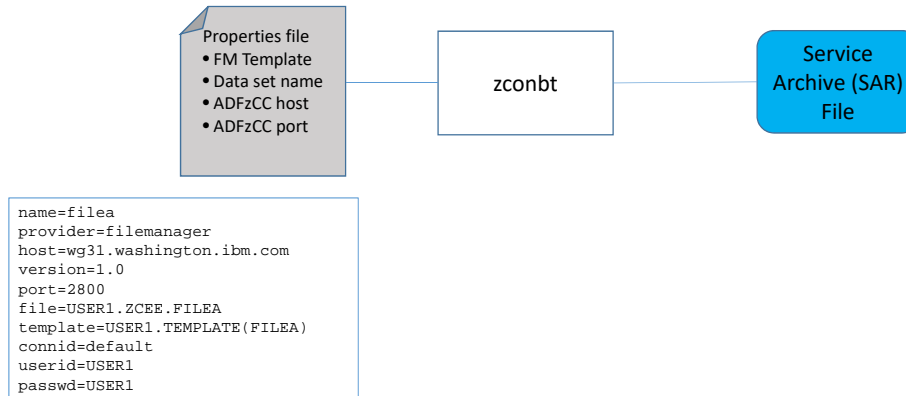 Properties file
• FM Template
• Data set name
• ADFzCC host
• ADFzCC port
zconbt
Service
Archive (SAR)
File
name=filea
provider=filemanager
host=wg31.washington.ibm.com
version=1.0
port=2800
file=USER1.ZCEE.FILEA
template=USER1.TEMPLATE(FILEA)
connid=default
userid=USER1
passwd=USER1